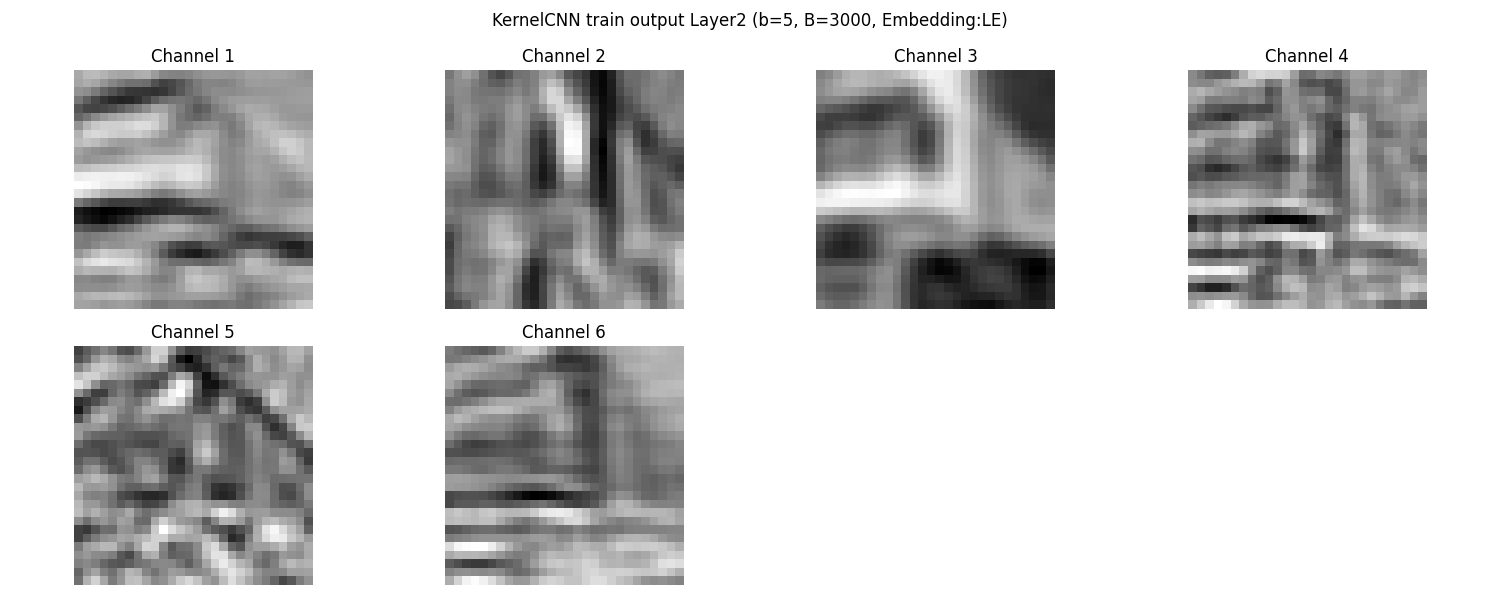 KernelCNN train output Layer2 (b=5, B=3000, Embedding:LE)
Channel 1
Channel 2
Channel 3
Channel 4
Channel 5
Channel 6